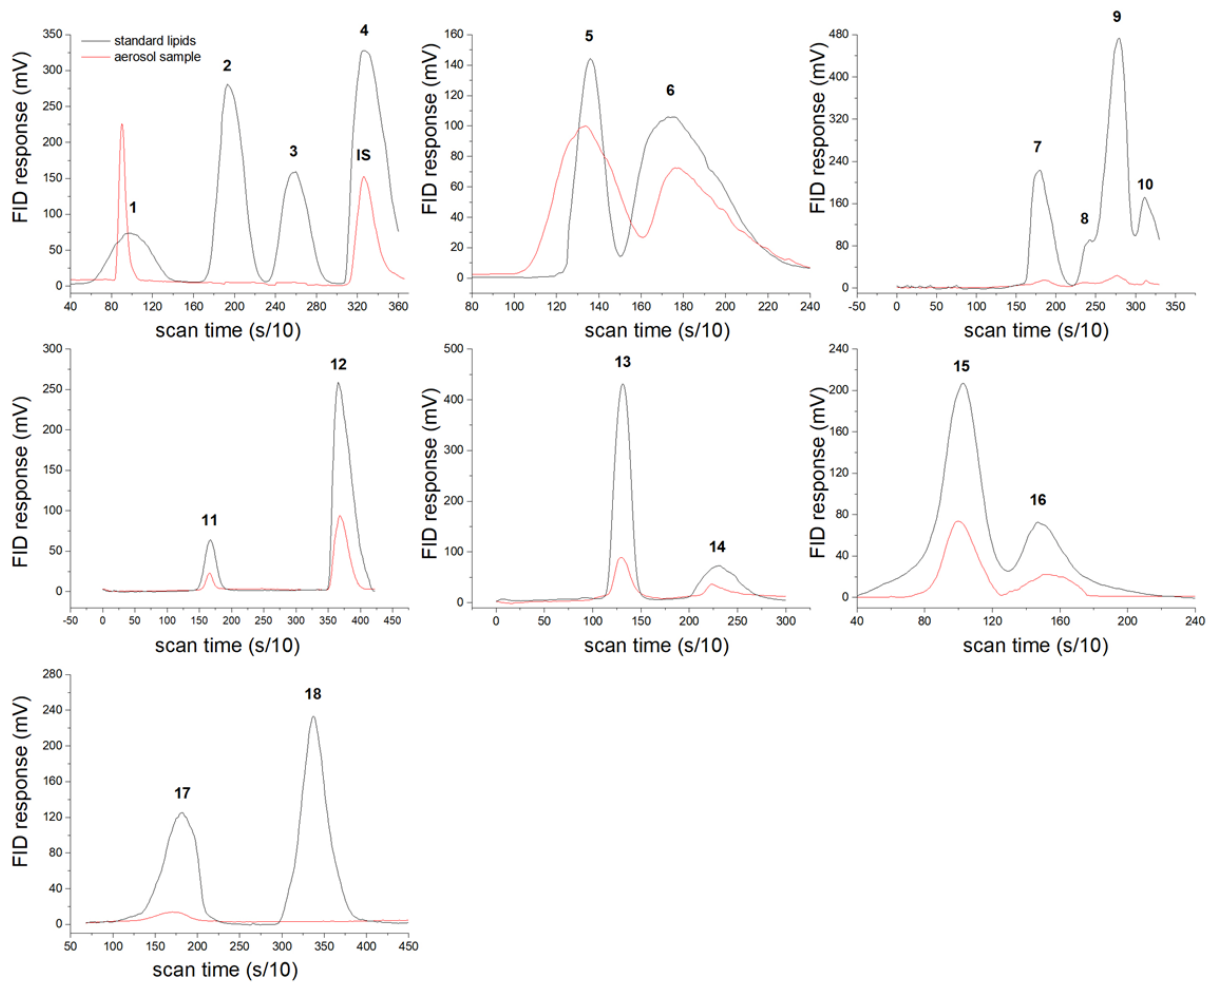 FID response (mV)
350
300
250
200
150
100
50
0
standard lipids
aerosol sample
1
2
3
4
IS
40 80 120 160 200 240 280 320 360
scan time (s/10)
FID response (mV)
160
140
120
100
80
60
40
20
0
5
6
80 100 120 140 160 180 200 220 240
scan time (s/10)
FID response (mV)
480
400
320
240
160
80
0
7
8
9
10
-50 0 50 100 150 200 250 300 350
scan time (s/10)
FID response (mV)
300
250
200
150
100
50
0
11
12
-50 0 50 100 150 200 250 300 350 400 450
scan time (s/10)
FID response (mV)
500
400
300
200
100
0
13
14
0 50 100 150 200 250 300
scan time (s/10)
FID response (mV)
240
200
160
120
80
40
0
15
16
40 80 120 160 200 240
scan time (s/10)
FID response (mV)
280
240
200
160
120
80
40
0
17
18
50 100 150 200 250 300 350 400 450
scan time (s/10)